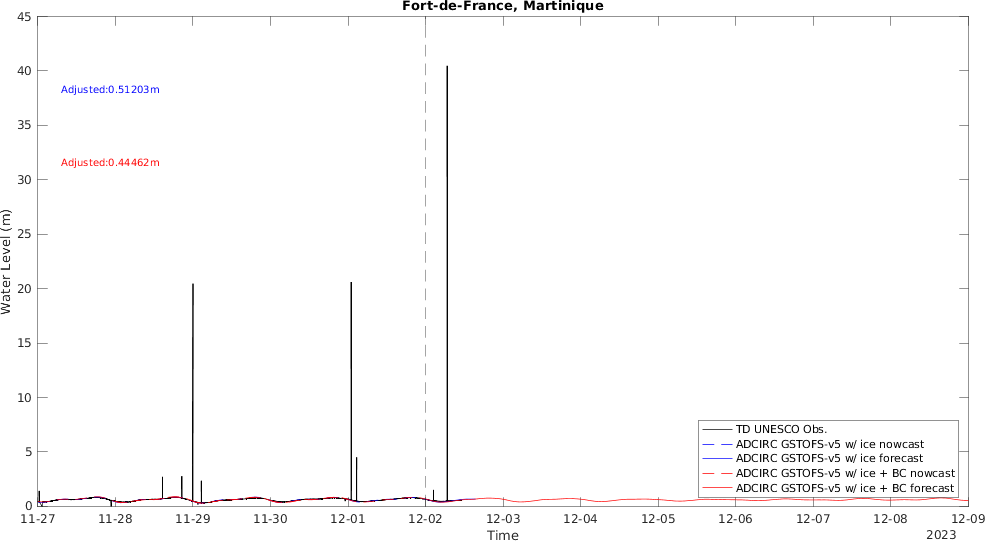 Fort-de-France, Martinique
45
40
35
30
25
20
15
10
5
0
Water Level (m)
Adjusted:0.51203m
Adjusted:0.44462m
TD UNESCO Obs.
ADCIRC GSTOFS-v5 w/ ice nowcast
ADCIRC GSTOFS-v5 w/ ice forecast
ADCIRC GSTOFS-v5 w/ ice + BC nowcast
ADCIRC GSTOFS-v5 w/ ice + BC forecast
11-27 11-28 11-29 11-30 12-01 12-02 12-03 12-04 12-05 12-06 12-07 12-08 12-09
Time
2023